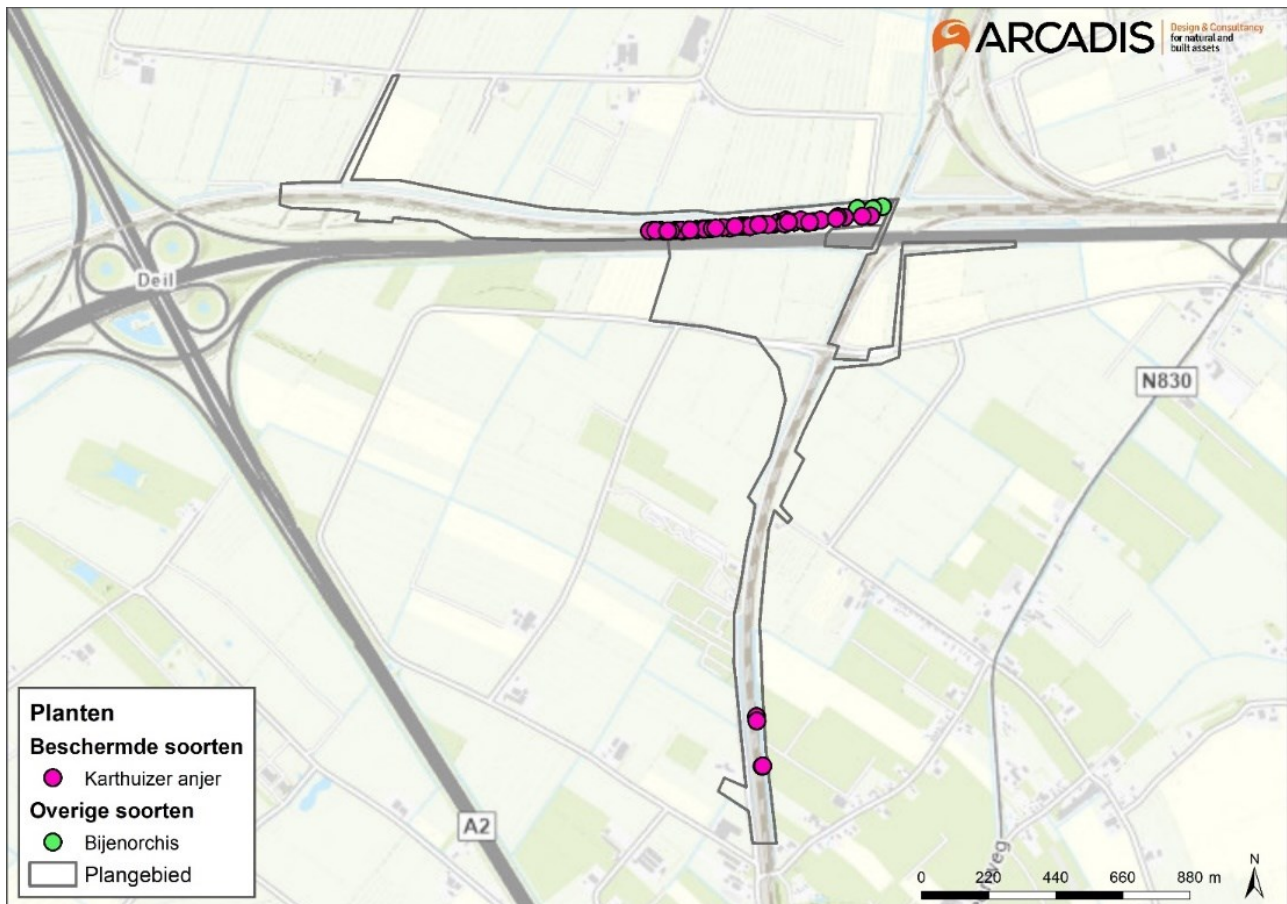 ARCADIS
Design & Consultancy
for natural and
built assets
Deil
N830
A2
Planten
Beschermde soorten
Karthuizer anjer
Overige soorten
Bijenorchis
Plangebied
0 220 440 660 880 m
N